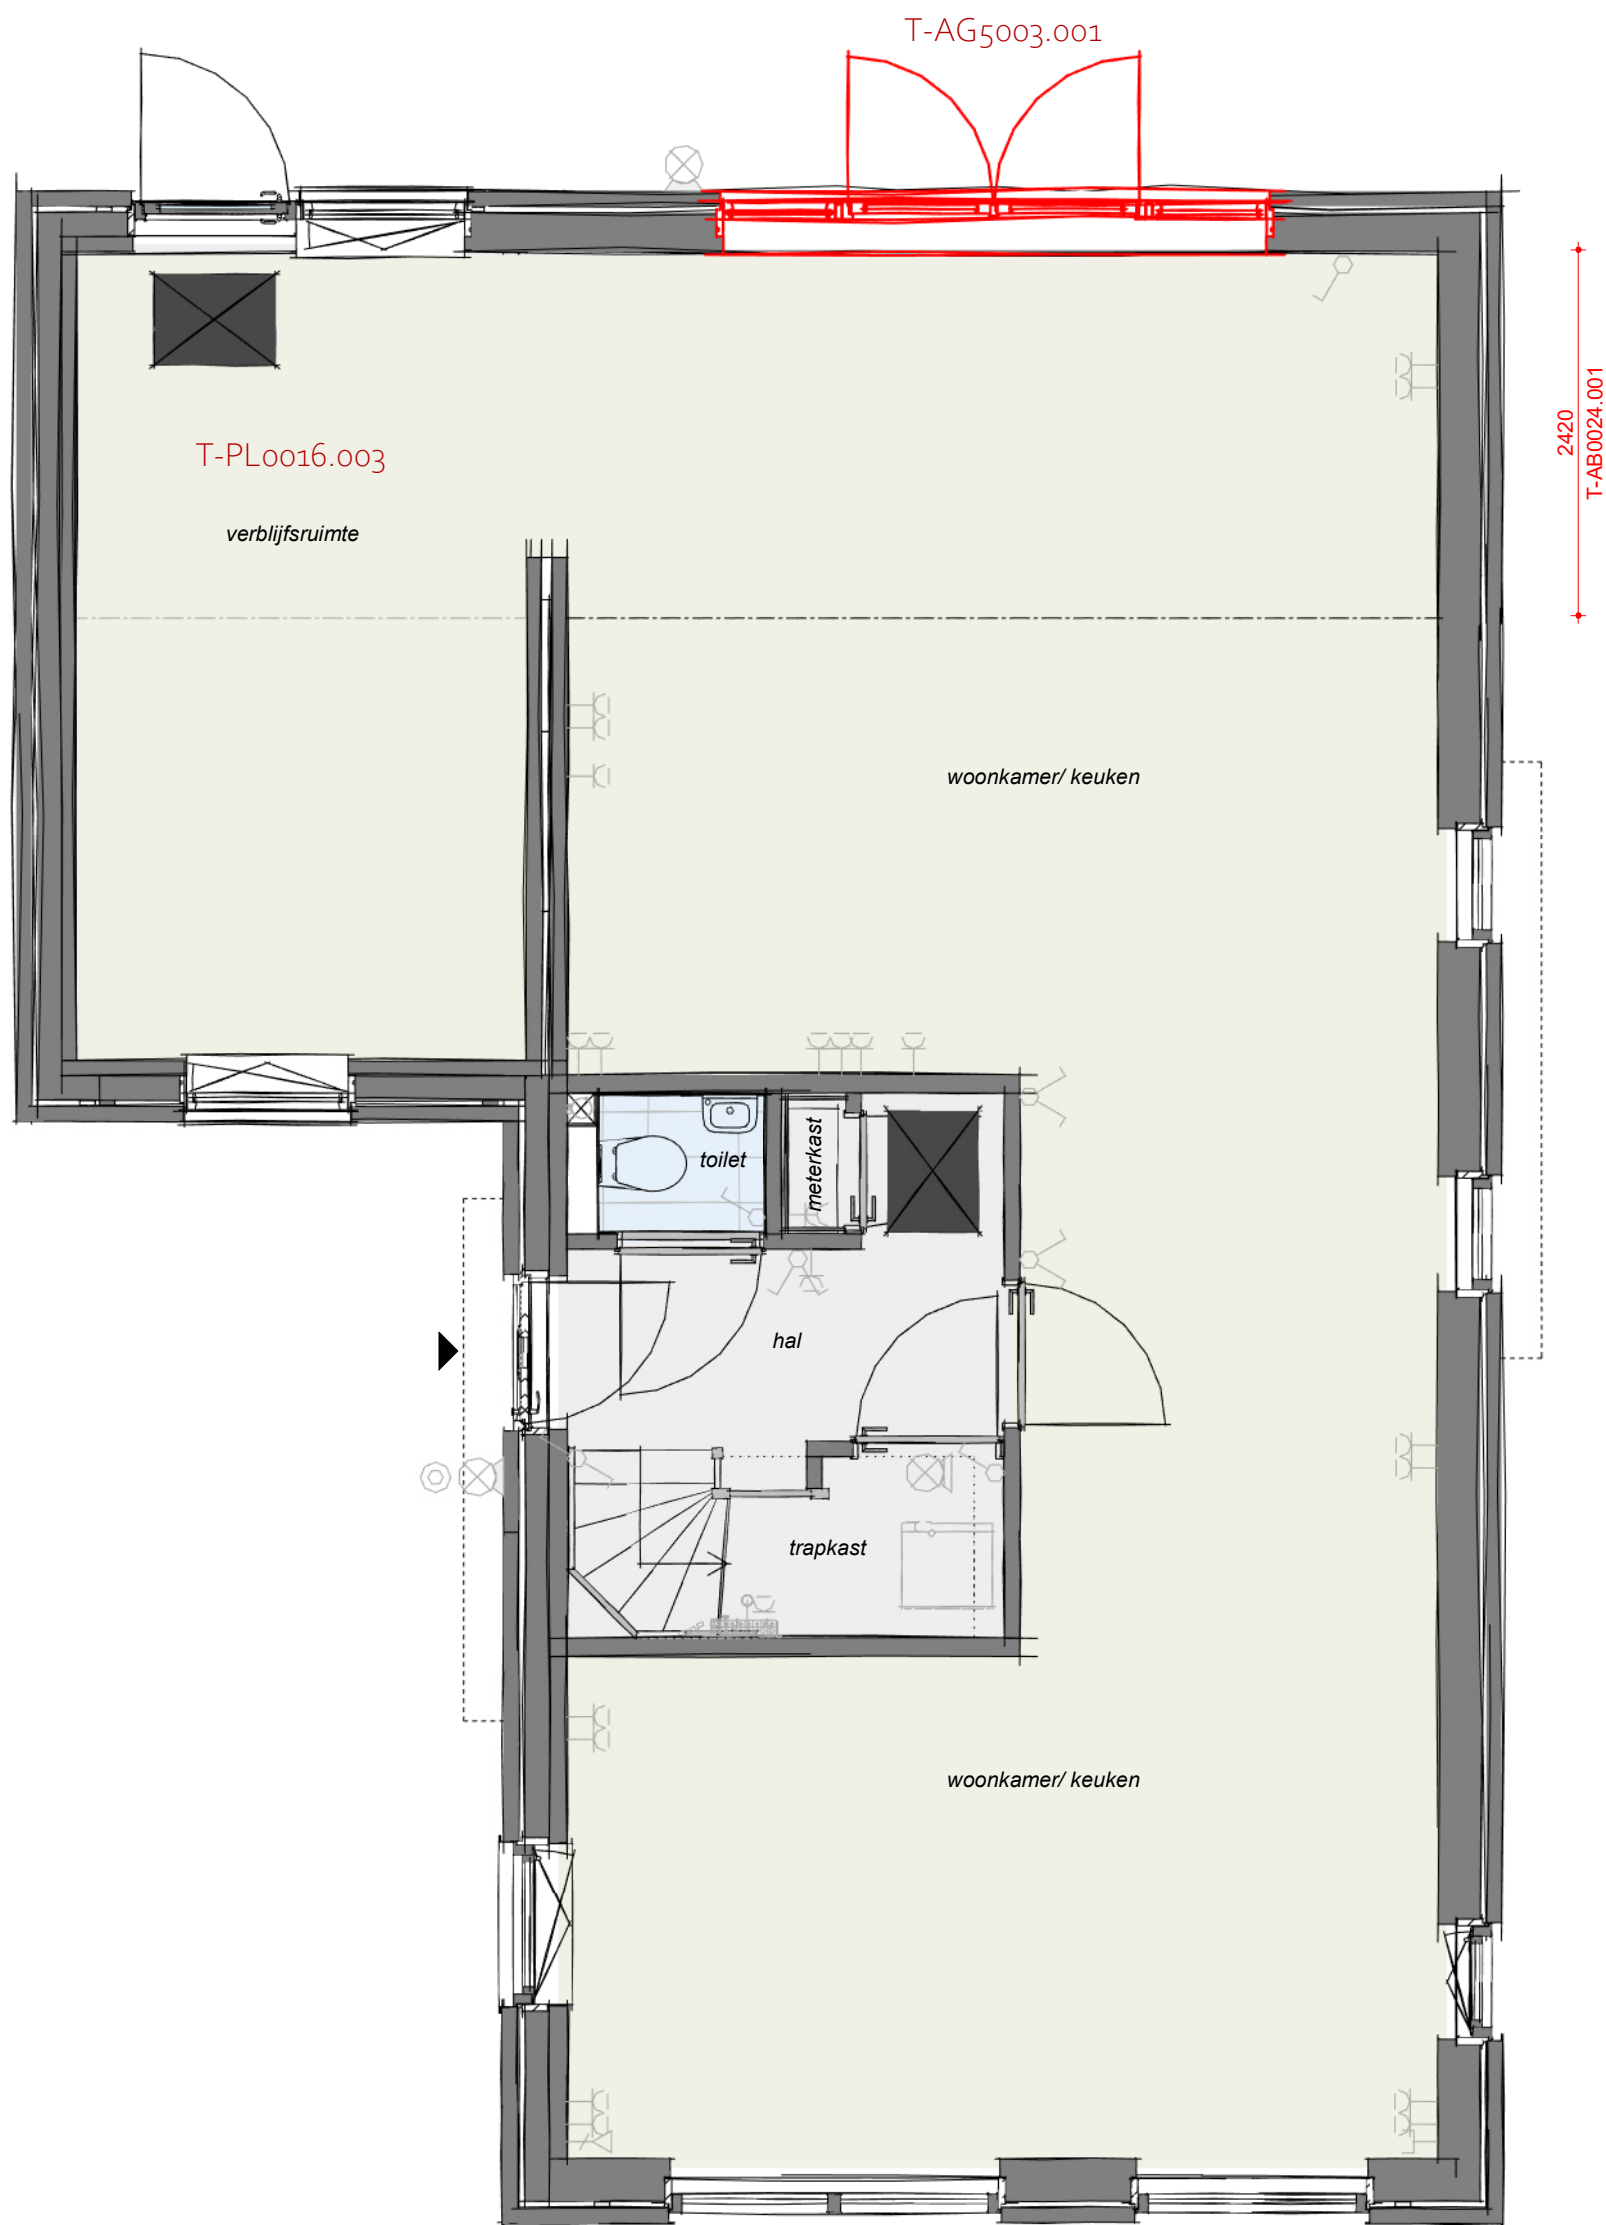 T-AG5003.001
2420
T-AB0024.001
T-PL0016.003
verblijfsruimte
woonkamer/ keuken
toilet
meterkast
hal
trapkast
woonkamer/ keuken